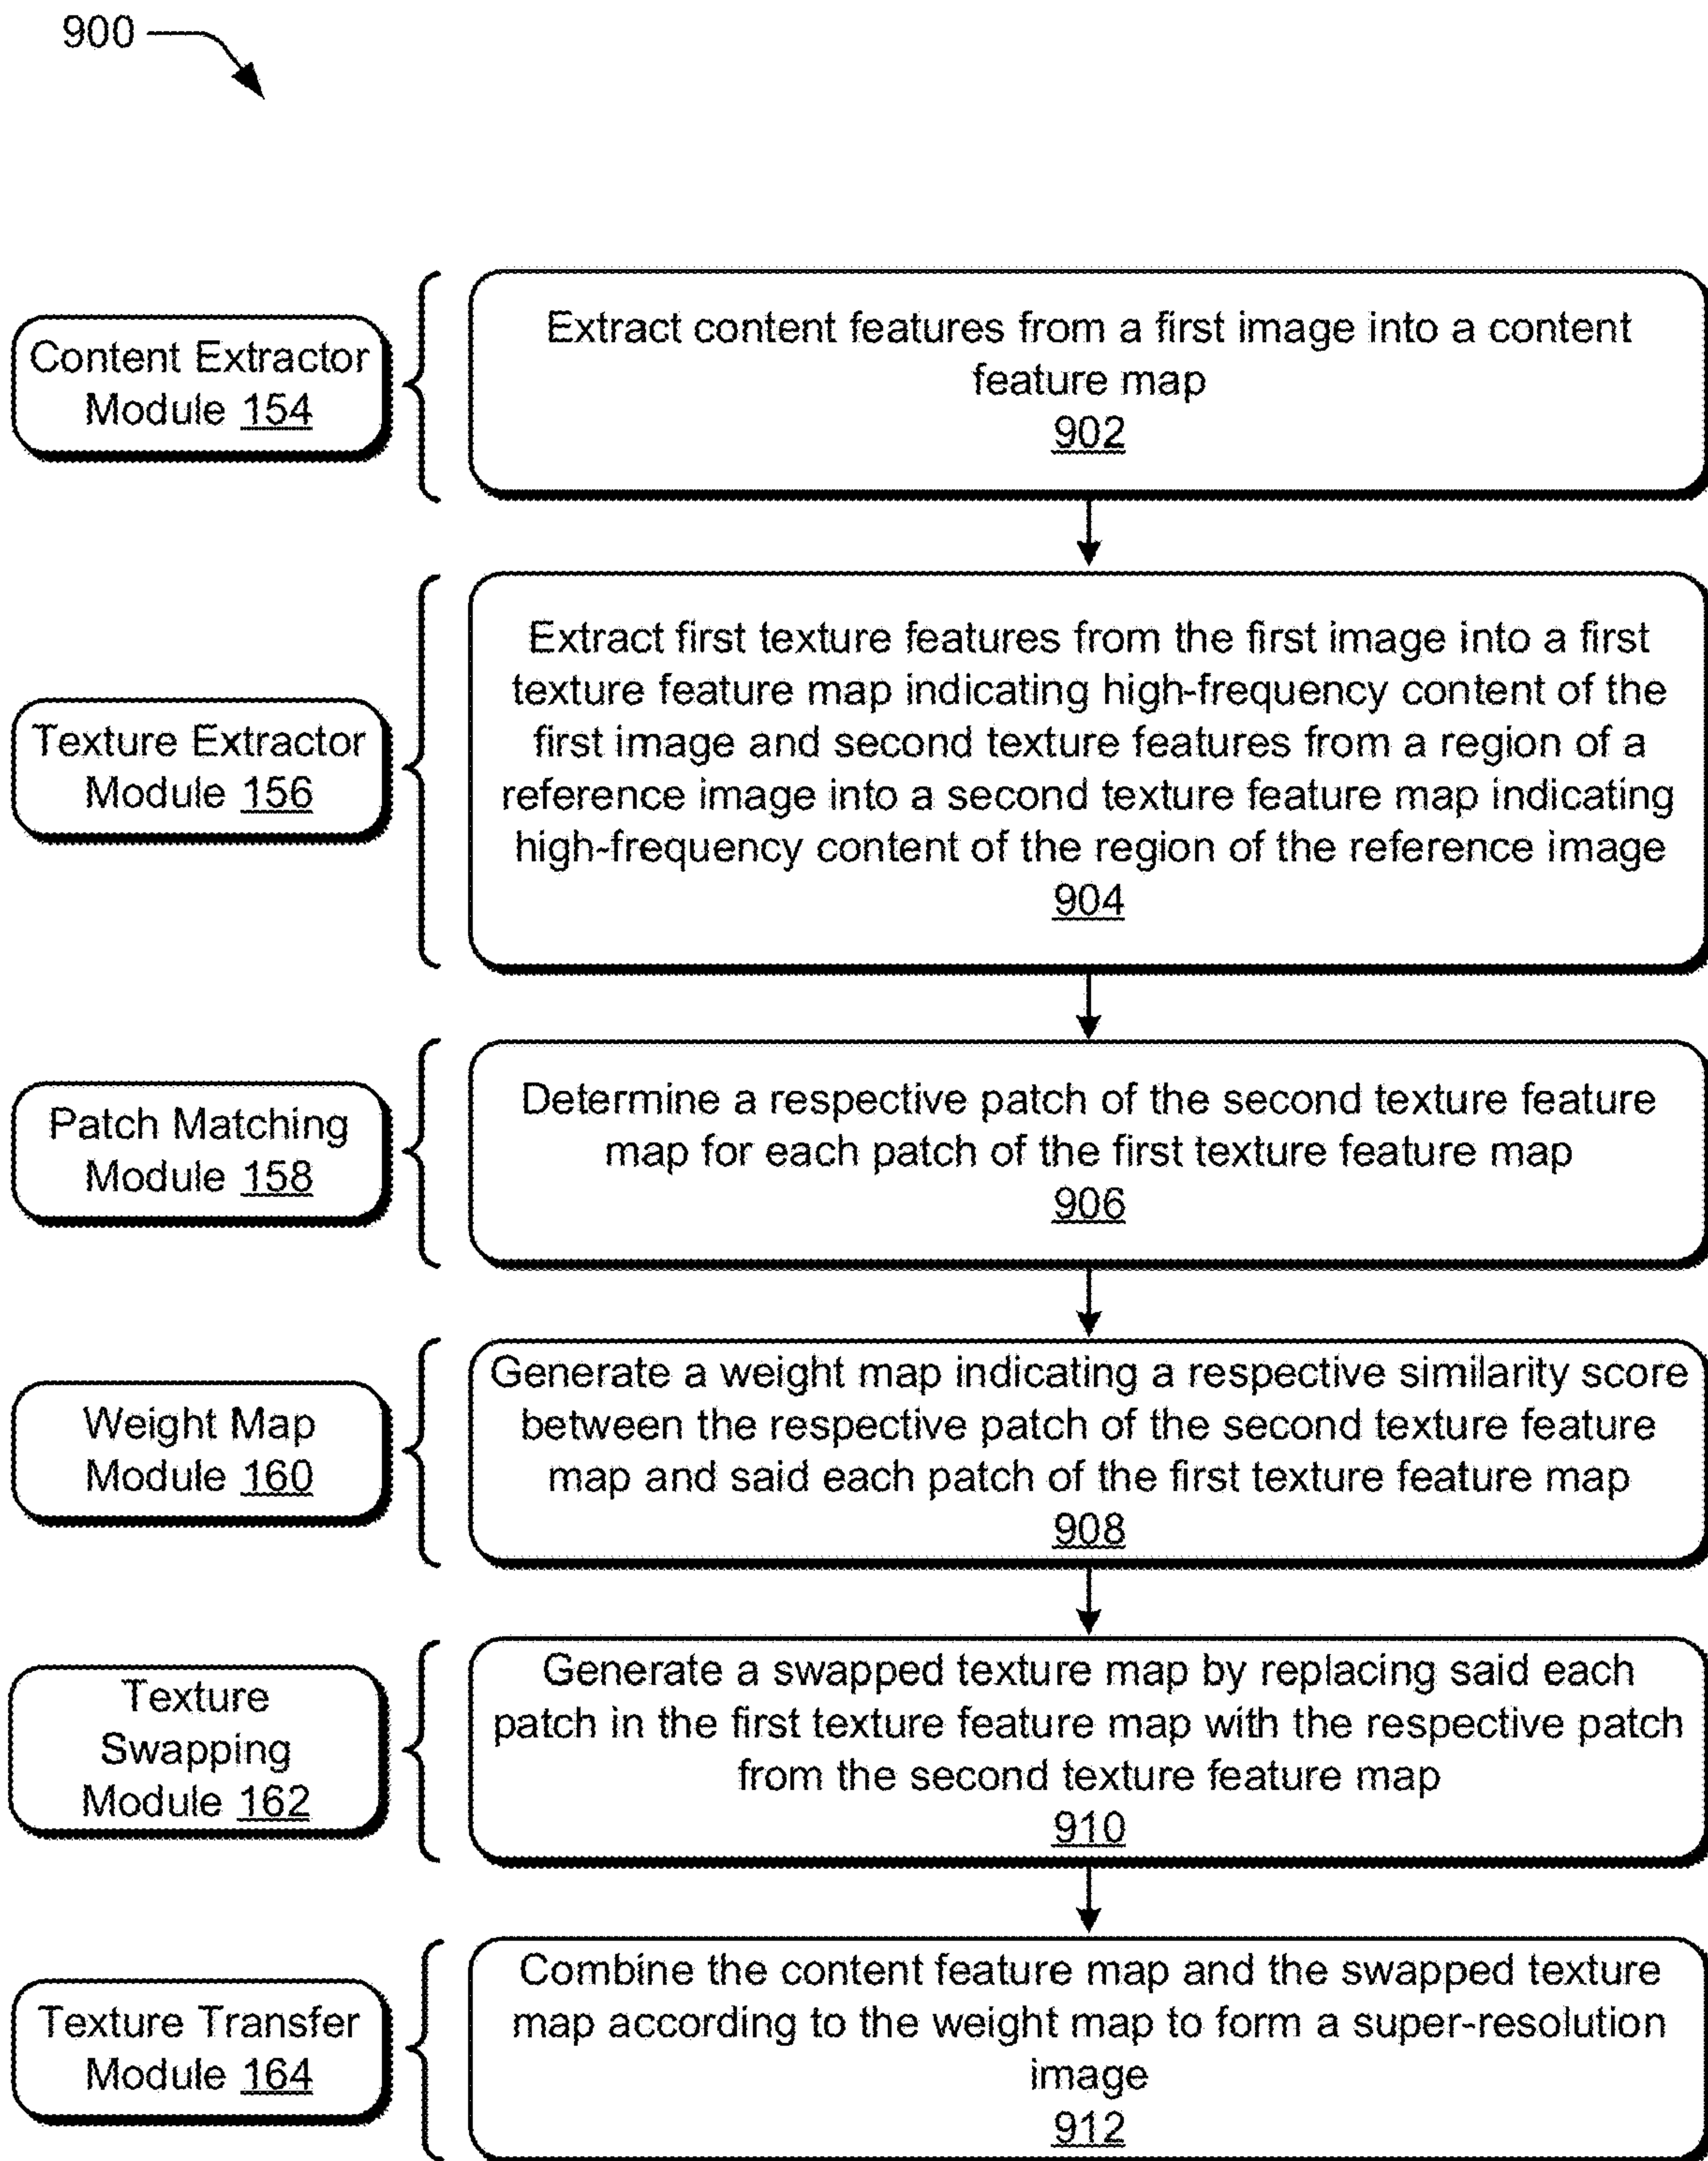 900
Content Extractor
Module 154
Extract content features from a first image into a content
feature map
902
Texture Extractor
Module 156
Extract first texture features from the first image into a first
texture feature map indicating high-frequency content of the
first image and second texture features from a region of a
reference image into a second texture feature map indicating
high-frequency content of the region of the reference image
904
Patch Matching
Module 158
Determine a respective patch of the second texture feature
map for each patch of the first texture feature map
906
Weight Map
Module 160
Generate a weight map indicating a respective similarity score
between the respective patch of the second texture feature
map and said each patch of the first texture feature map
908
Texture
Swapping
Module 162
Generate a swapped texture map by replacing said each
patch in the first texture feature map with the respective patch
from the second texture feature map
910
Texture Transfer
Module 164
Combine the content feature map and the swapped texture
map according to the weight map to form a super-resolution
image
912